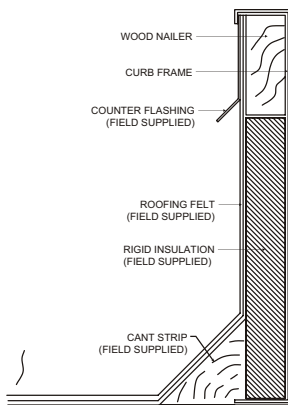 WOOD NAILER
CURB FRAME
COUNTER FLASHING
(FIELD SUPPLIED)
ROOFING FELT
(FIELD SUPPLIED)
RIGID INSULATION
(FIELD SUPPLIED)
CANT STRIP
(FIELD SUPPLIED)